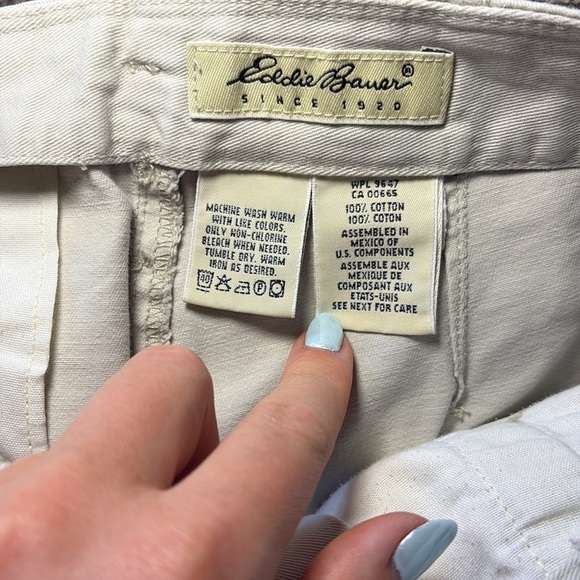 Eddie Bauer®
SINCE 1920
MACHINE WASH WARM
WITH LIKE COLORS.
ONLY NON-CHLORINE
BLEACH WHEN NEEDED.
TUMBLE DRY. WARM
IRON AS DESIRED.
40 P
WPL 9647
CA 00665
100% COTTON
100% COTON
ASSEMBLED IN
MEXICO OF
U.S. COMPONENTS
ASSEMBLE AUX
MEXIQUE DE
COMPOSANT AUX
ETATS-UNIS
SEE NEXT FOR CARE